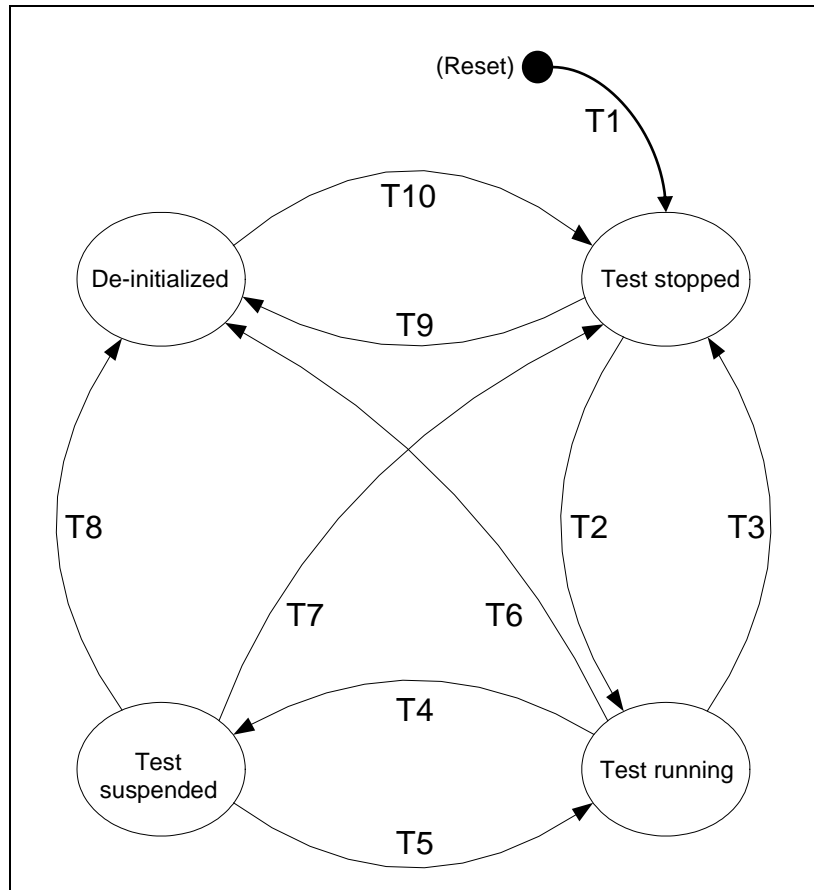 (Reset)
T1
T10
De-initialized
Test stopped
T9
T8
T2
T3
T7
T6
T4
Test
suspended
Test running
T5